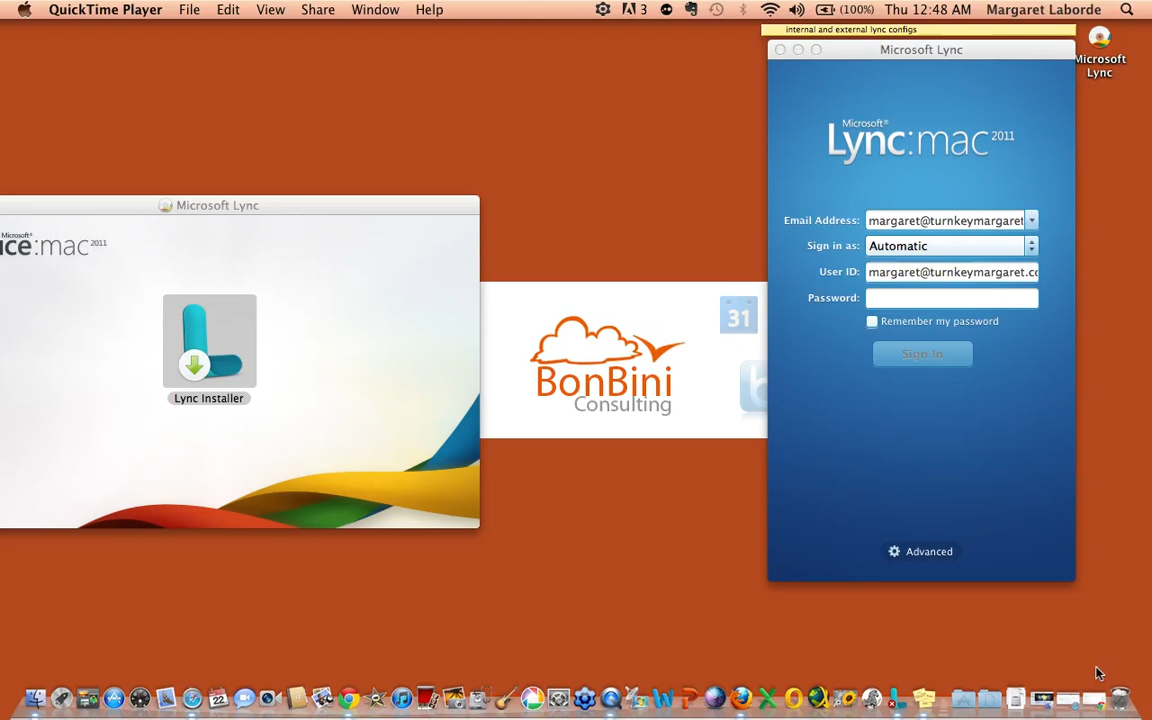 QuickTime Player File Edit View Share Window Help 3 (100%) Thu 12:48 AM Margaret Laborde
internal and external lync configs
Microsoft Lync
Microsoft
Lync
Microsoft®
Lync:mac 2011
Email Address: margaret@turnkeymargaret
Sign in as: Automatic
User ID: margaret@turnkeymargaret.co
Password:
Remember my password
Sign In
Advanced
Microsoft Lync
Microsoft®
ice:mac 2011
Lync Installer
31
BonBini
Consulting
22